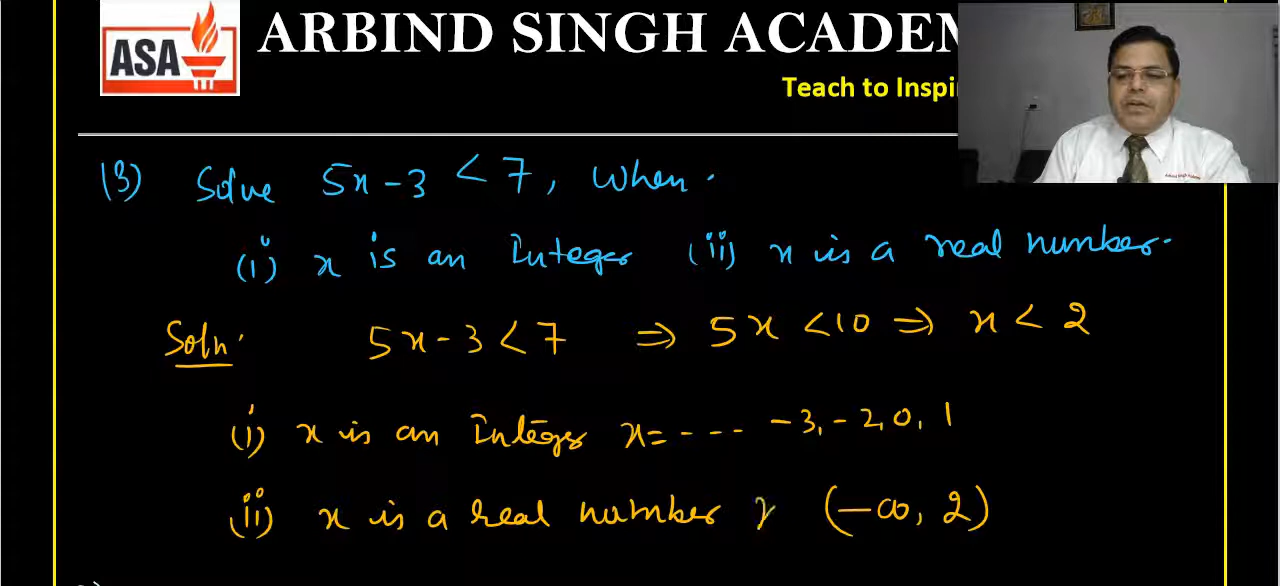 ASA ARBIND SINGH ACADEM
Teach to Inspi
(3) Solve 5x - 3 < 7, when.
(i) x is an Integer (ii) x is a real number.
Soln. 5x - 3 < 7 ⇒ 5x < 10 ⇒ x < 2
(i) x is an Integer x = - - - - -3, -2, 0, 1
(ii) x is a real number x (-∞, 2)